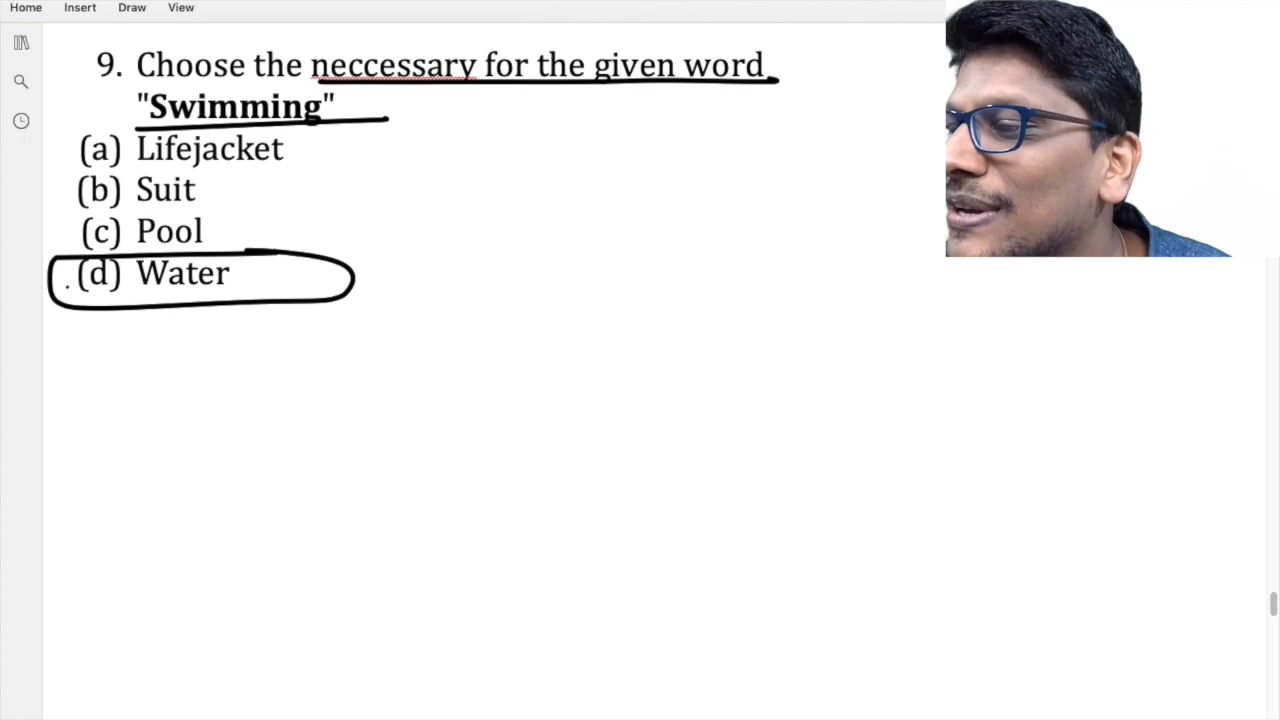 Home Insert Draw View
9. Choose the neccessary for the given word
"Swimming"
(a) Lifejacket
(b) Suit
(c) Pool
(d) Water